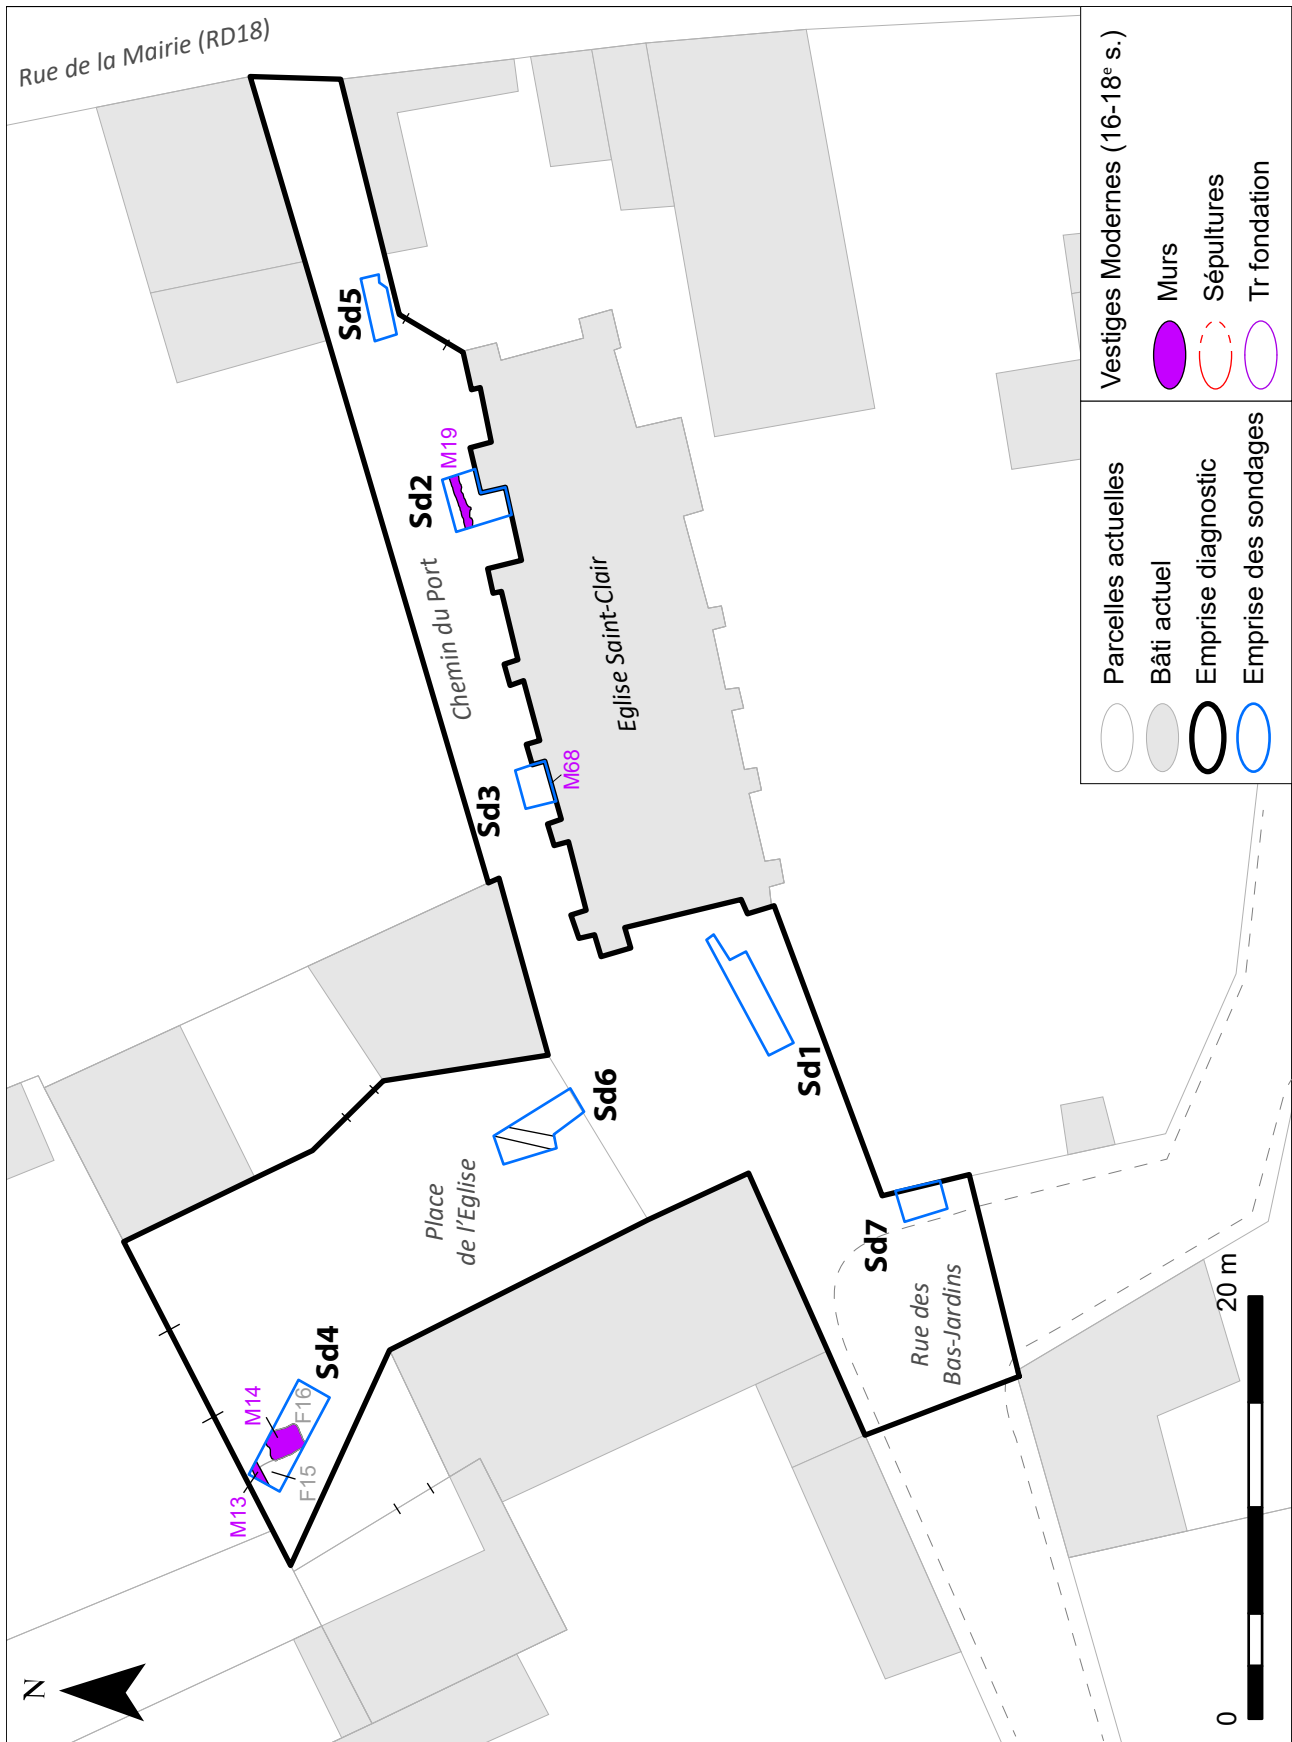 N
Rue de la Mairie (RD18)
Sd5
M19
Sd2
Chemin du Port
Eglise Saint-Clair
Sd3
M68
Sd6
Sd1
Place
de l'Eglise
Sd7
Rue des
Bas-Jardins
Sd4
M14
F16
F15
M13
0
20 m
Parcelles actuelles
Bâti actuel
Emprise diagnostic
Emprise des sondages
Vestiges Modernes (16-18e s.)
Murs
Sépultures
Tr fondation